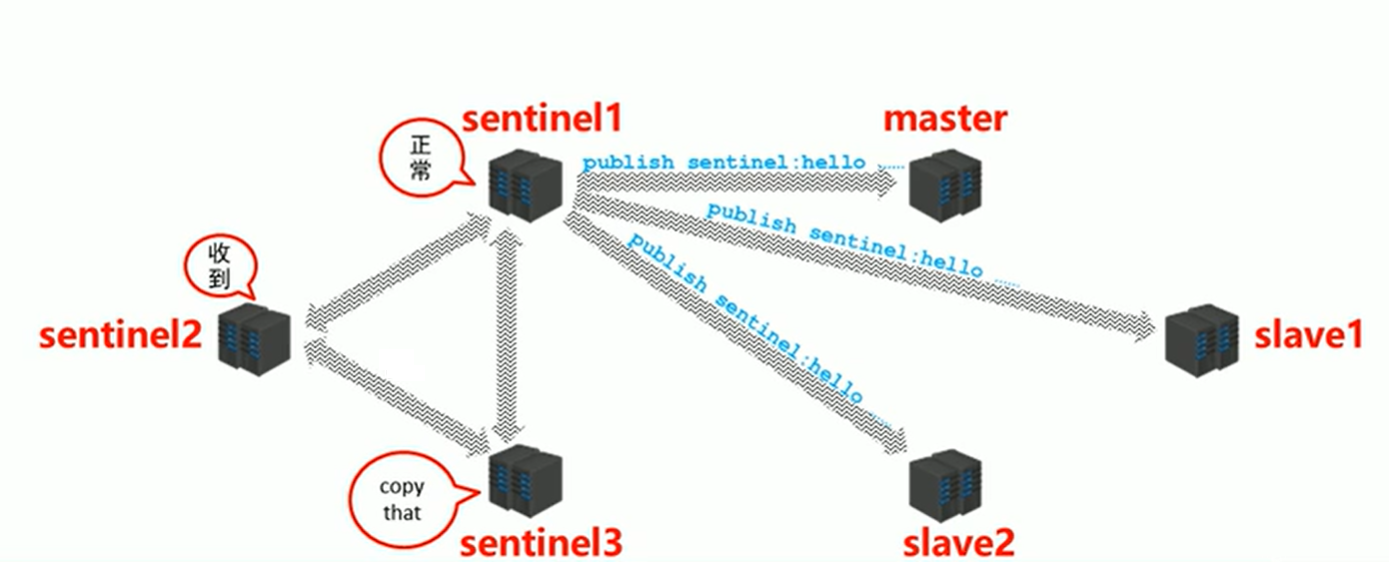 sentinel1
master
正
常
publish sentinel:hello ......
publish sentinel:hello ......
publish sentinel:hello ......
收
到
sentinel2
slave1
copy
that
sentinel3
slave2